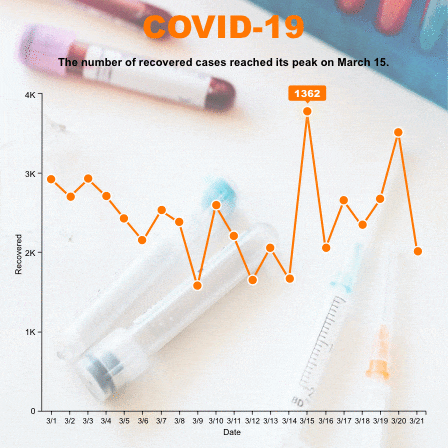 COVID-19
The number of recovered cases reached its peak on March 15.
1362
4K
3K
2K
1K
0
Recovered
3/1 3/2 3/3 3/4 3/5 3/6 3/7 3/8 3/9 3/10 3/11 3/12 3/13 3/14 3/15 3/16 3/17 3/18 3/19 3/20 3/21
Date
BD